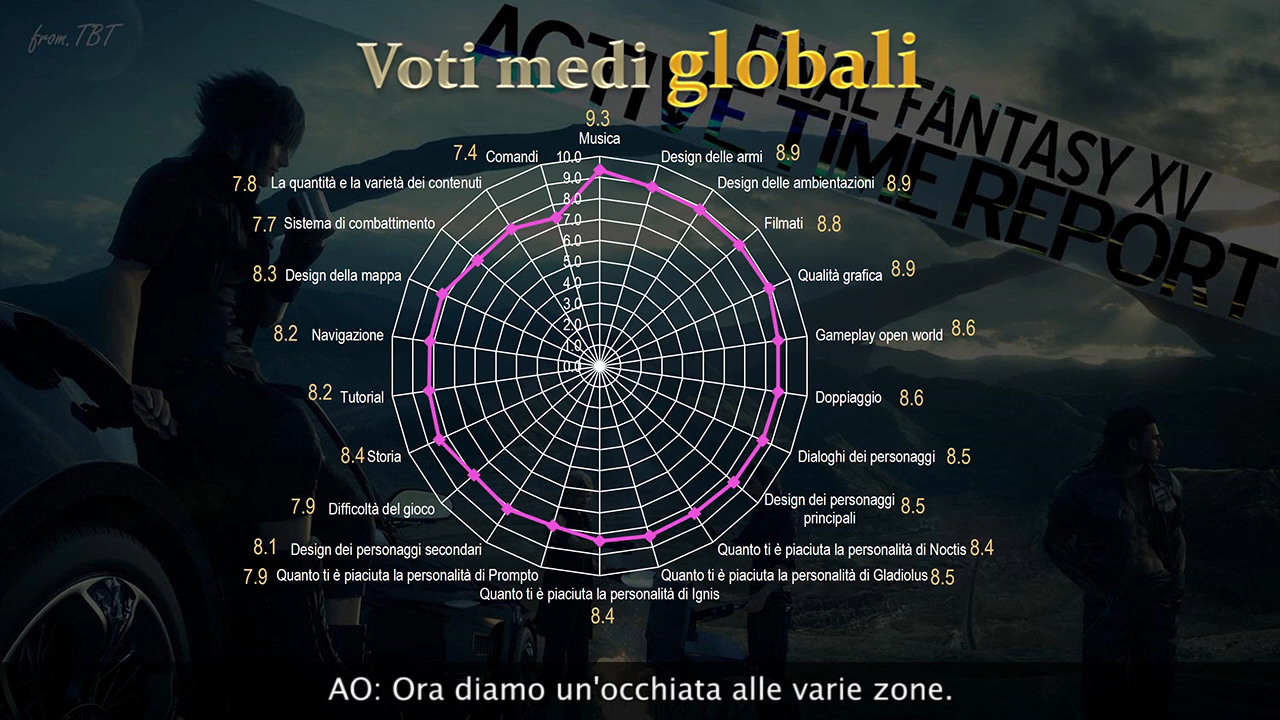 from. TBT
Voti medi globali
FINAL FANTASY XV
ACTIVE TIME REPORT
9.3
Musica
7.4 Comandi
10.0
Design delle armi 8.9
7.8 La quantità e la varietà dei contenuti
9.0
Design delle ambientazioni 8.9
8.0
7.7 Sistema di combattimento
7.0
Filmati 8.8
6.0
8.3 Design della mappa
5.0
Qualità grafica 8.9
4.0
3.0
8.2 Navigazione
2.0
Gameplay open world 8.6
1.0
0.0
8.2 Tutorial
Doppiaggio 8.6
8.4 Storia
Dialoghi dei personaggi 8.5
7.9 Difficoltà del gioco
Design dei personaggi
principali 8.5
8.1 Design dei personaggi secondari
Quanto ti è piaciuta la personalità di Noctis 8.4
7.9 Quanto ti è piaciuta la personalità di Prompto
Quanto ti è piaciuta la personalità di Gladiolus 8.5
Quanto ti è piaciuta la personalità di Ignis
8.4
AO: Ora diamo un'occhiata alle varie zone.